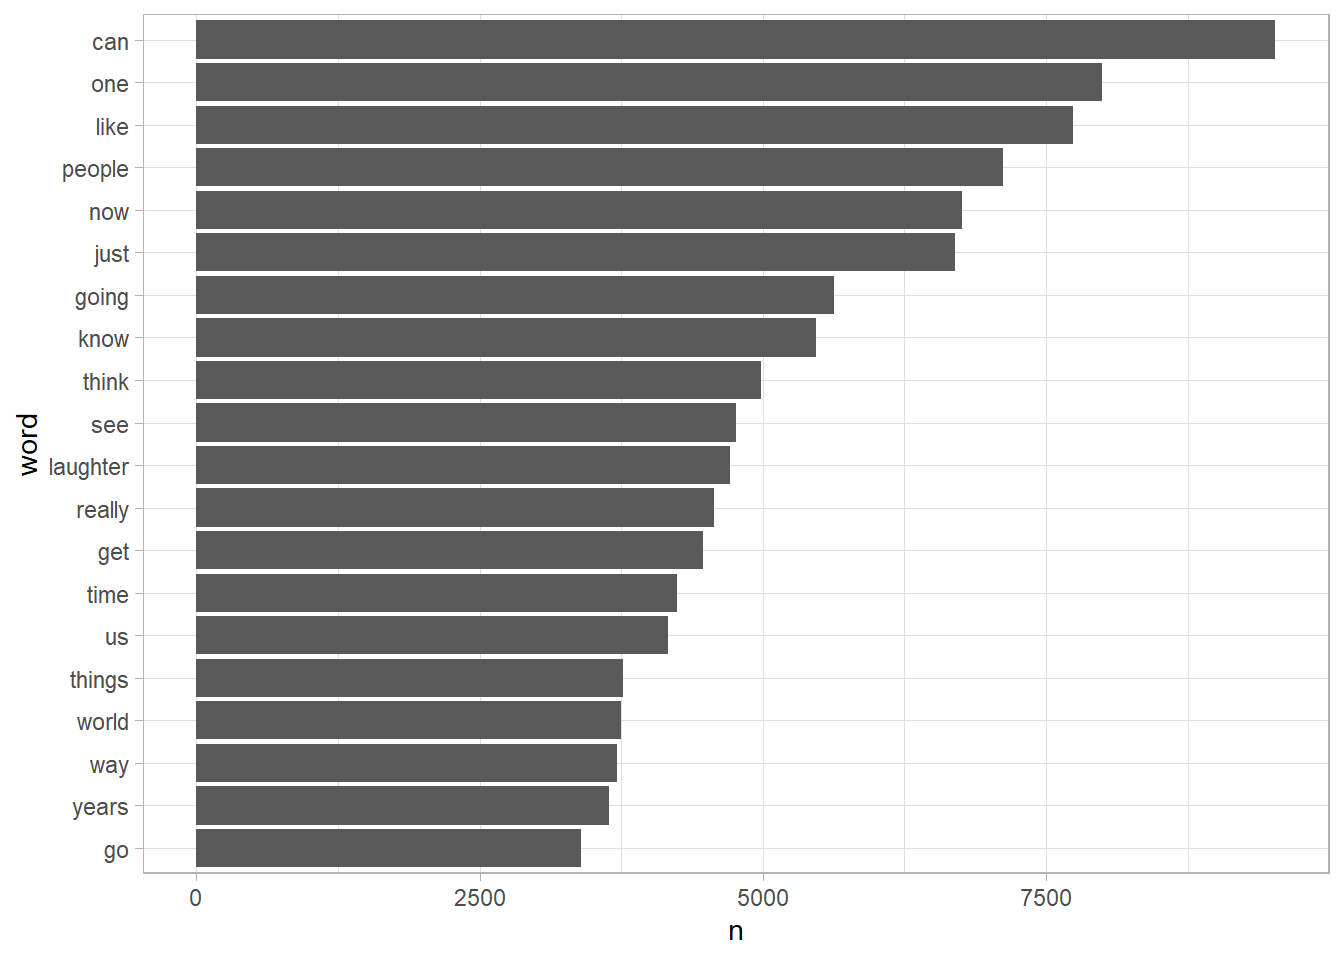 can
one
like
people
now
just
going
know
think
see
laughter
really
get
time
us
things
world
way
years
go
word
0 2500 5000 7500
n